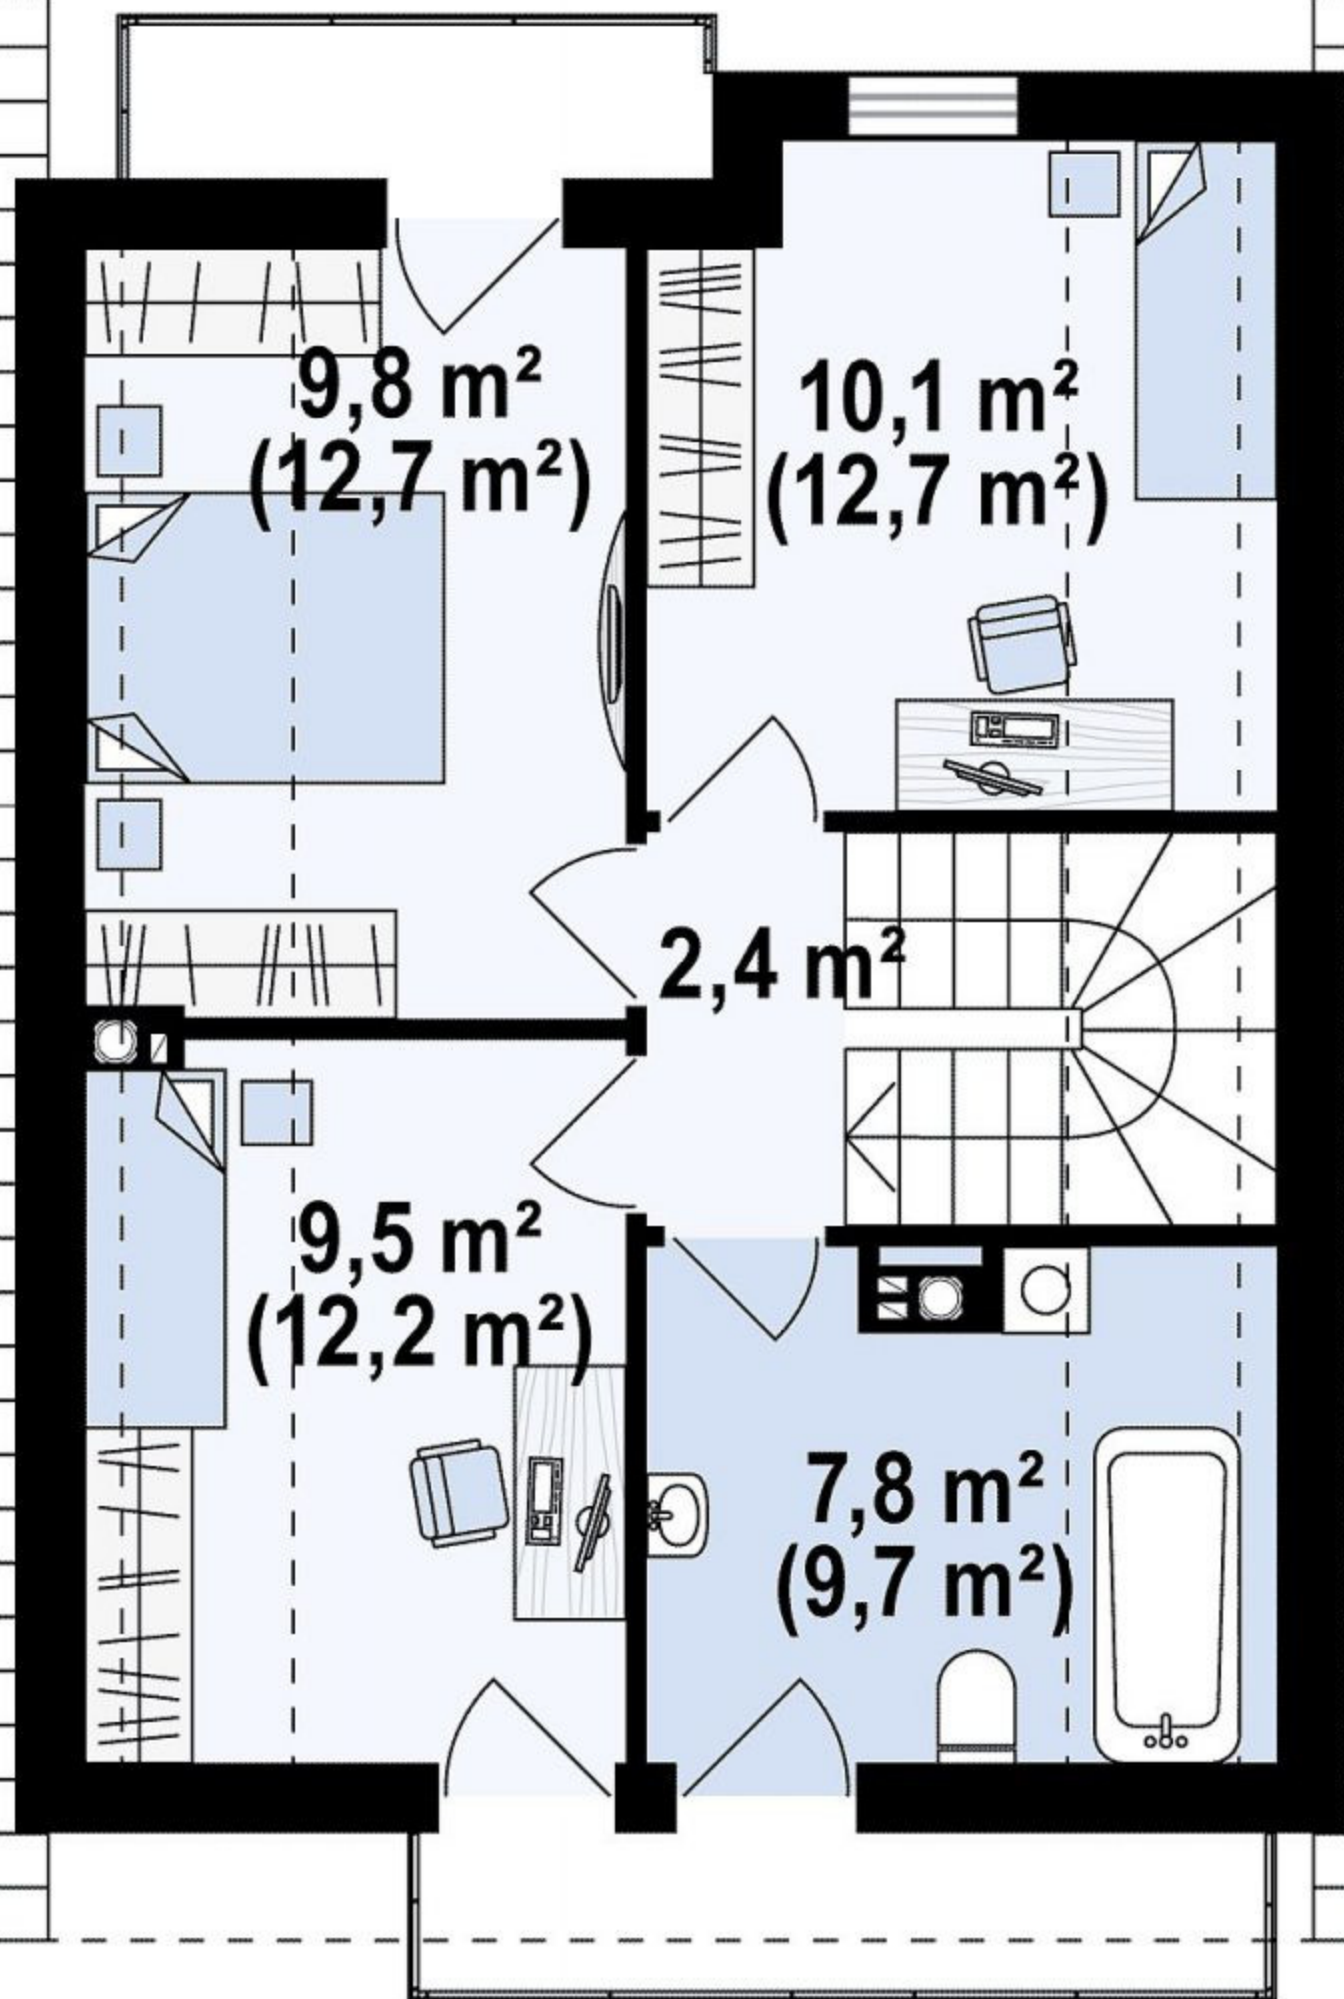 9,8 m²
(12,7 m²)
10,1 m²
(12,7 m²)
2,4 m²
9,5 m²
(12,2 m²)
7,8 m²
(9,7 m²)